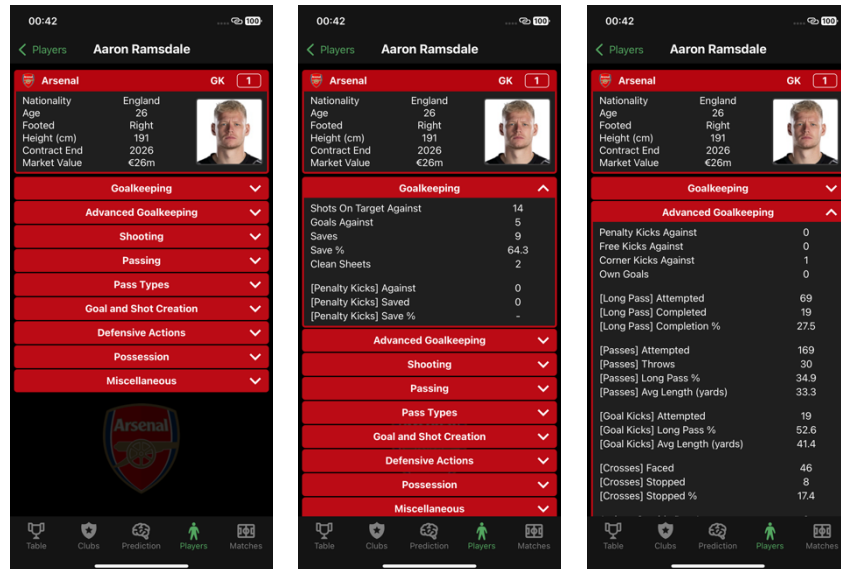 00:42
100
Players
Aaron Ramsdale
Arsenal GK 1
Nationality England
Age 26
Footed Right
Height (cm) 191
Contract End 2026
Market Value €26m
Goalkeeping
Advanced Goalkeeping
Shooting
Passing
Pass Types
Goal and Shot Creation
Defensive Actions
Possession
Miscellaneous
Arsenal
Table Clubs Prediction Players Matches
00:42
100
Players
Aaron Ramsdale
Arsenal GK 1
Nationality England
Age 26
Footed Right
Height (cm) 191
Contract End 2026
Market Value €26m
Goalkeeping
Shots On Target Against 14
Goals Against 5
Saves 9
Save % 64.3
Clean Sheets 2
[Penalty Kicks] Against 0
[Penalty Kicks] Saved 0
[Penalty Kicks] Save % -
Advanced Goalkeeping
Shooting
Passing
Pass Types
Goal and Shot Creation
Defensive Actions
Possession
Miscellaneous
Table Clubs Prediction Players Matches
00:42
100
Players
Aaron Ramsdale
Arsenal GK 1
Nationality England
Age 26
Footed Right
Height (cm) 191
Contract End 2026
Market Value €26m
Goalkeeping
Advanced Goalkeeping
Penalty Kicks Against 0
Free Kicks Against 0
Corner Kicks Against 1
Own Goals 0
[Long Pass] Attempted 69
[Long Pass] Completed 19
[Long Pass] Completion % 27.5
[Passes] Attempted 169
[Passes] Throws 30
[Passes] Long Pass % 34.9
[Passes] Avg Length (yards) 33.3
[Goal Kicks] Attempted 19
[Goal Kicks] Long Pass % 52.6
[Goal Kicks] Avg Length (yards) 41.4
[Crosses] Faced 46
[Crosses] Stopped 8
[Crosses] Stopped % 17.4
Table Clubs Prediction Players Matches